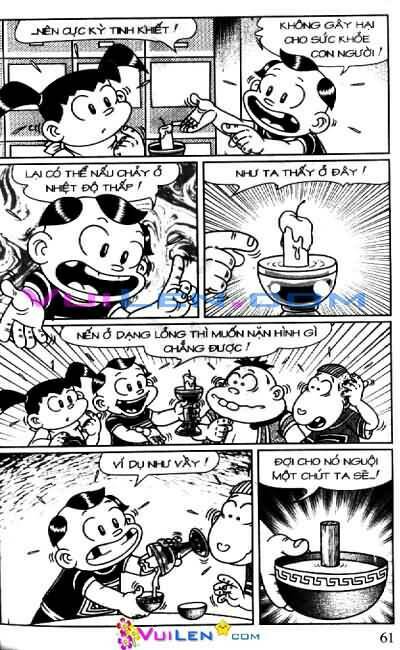 ...NÊN CỰC KỲ TINH KHIẾT!
KHÔNG GÂY HẠI
CHO SỨC KHỎE
CON NGƯỜI!
LẠI CÓ THỂ NẤU CHẢY Ở
NHIỆT ĐỘ THẤP!
NHƯ TA THẤY Ở ĐÂY!
VUILEN.COM
NẾN Ở DẠNG LỎNG THÌ MUỐN NẶN HÌNH GÌ
CHẲNG ĐƯỢC!
VÍ DỤ NHƯ VẦY!
ĐỢI CHO NÓ NGUỘI
MỘT CHÚT TA SẼ...!
61
VUILEN.COM